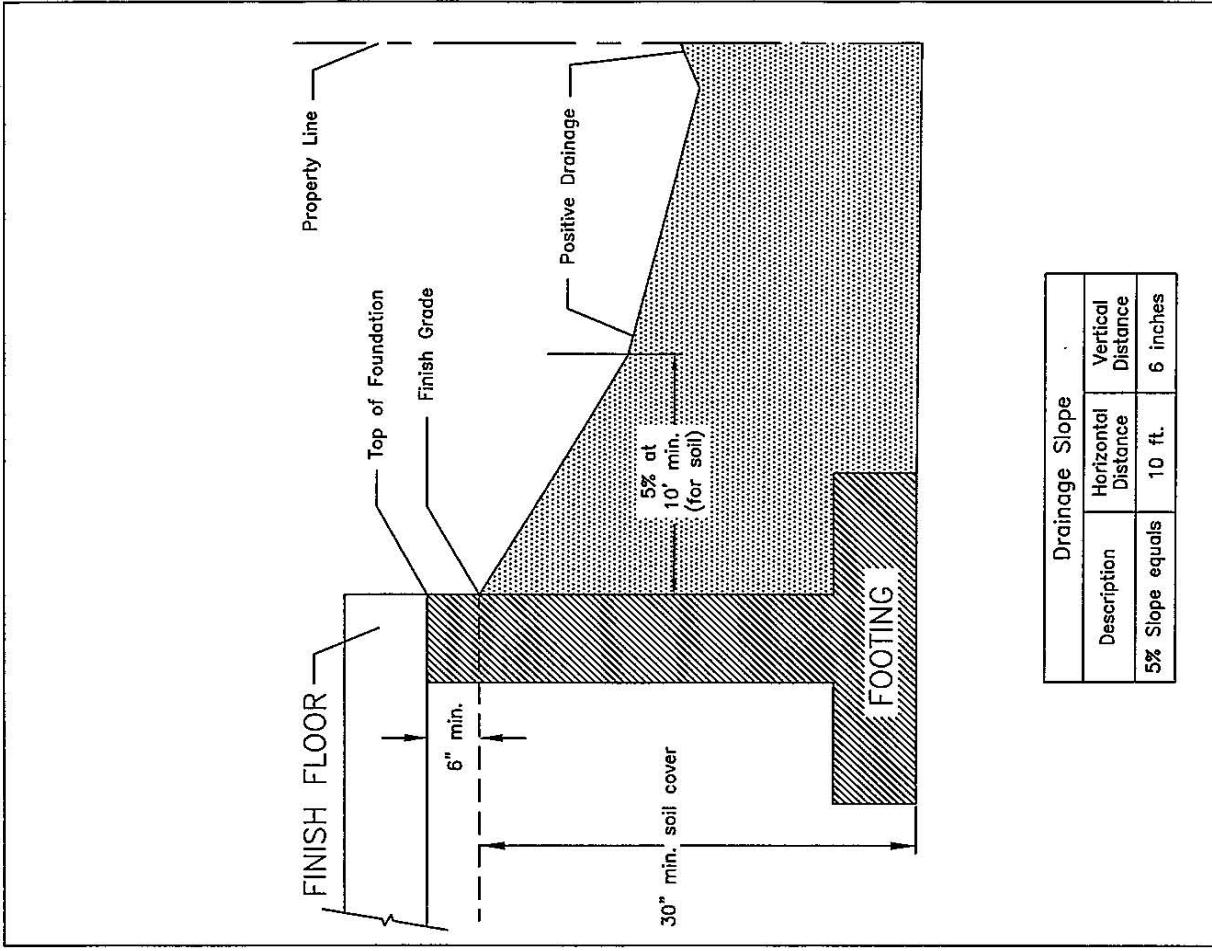 Property Line
Top of Foundation
Finish Grade
FINISH FLOOR
6" min.
Positive Drainage
5% at
10' min.
(for soil)
30" min. soil cover
FOOTING
Drainage Slope
Description
Horizontal
Distance
Vertical
Distance
5% Slope equals
10 ft.
6 inches